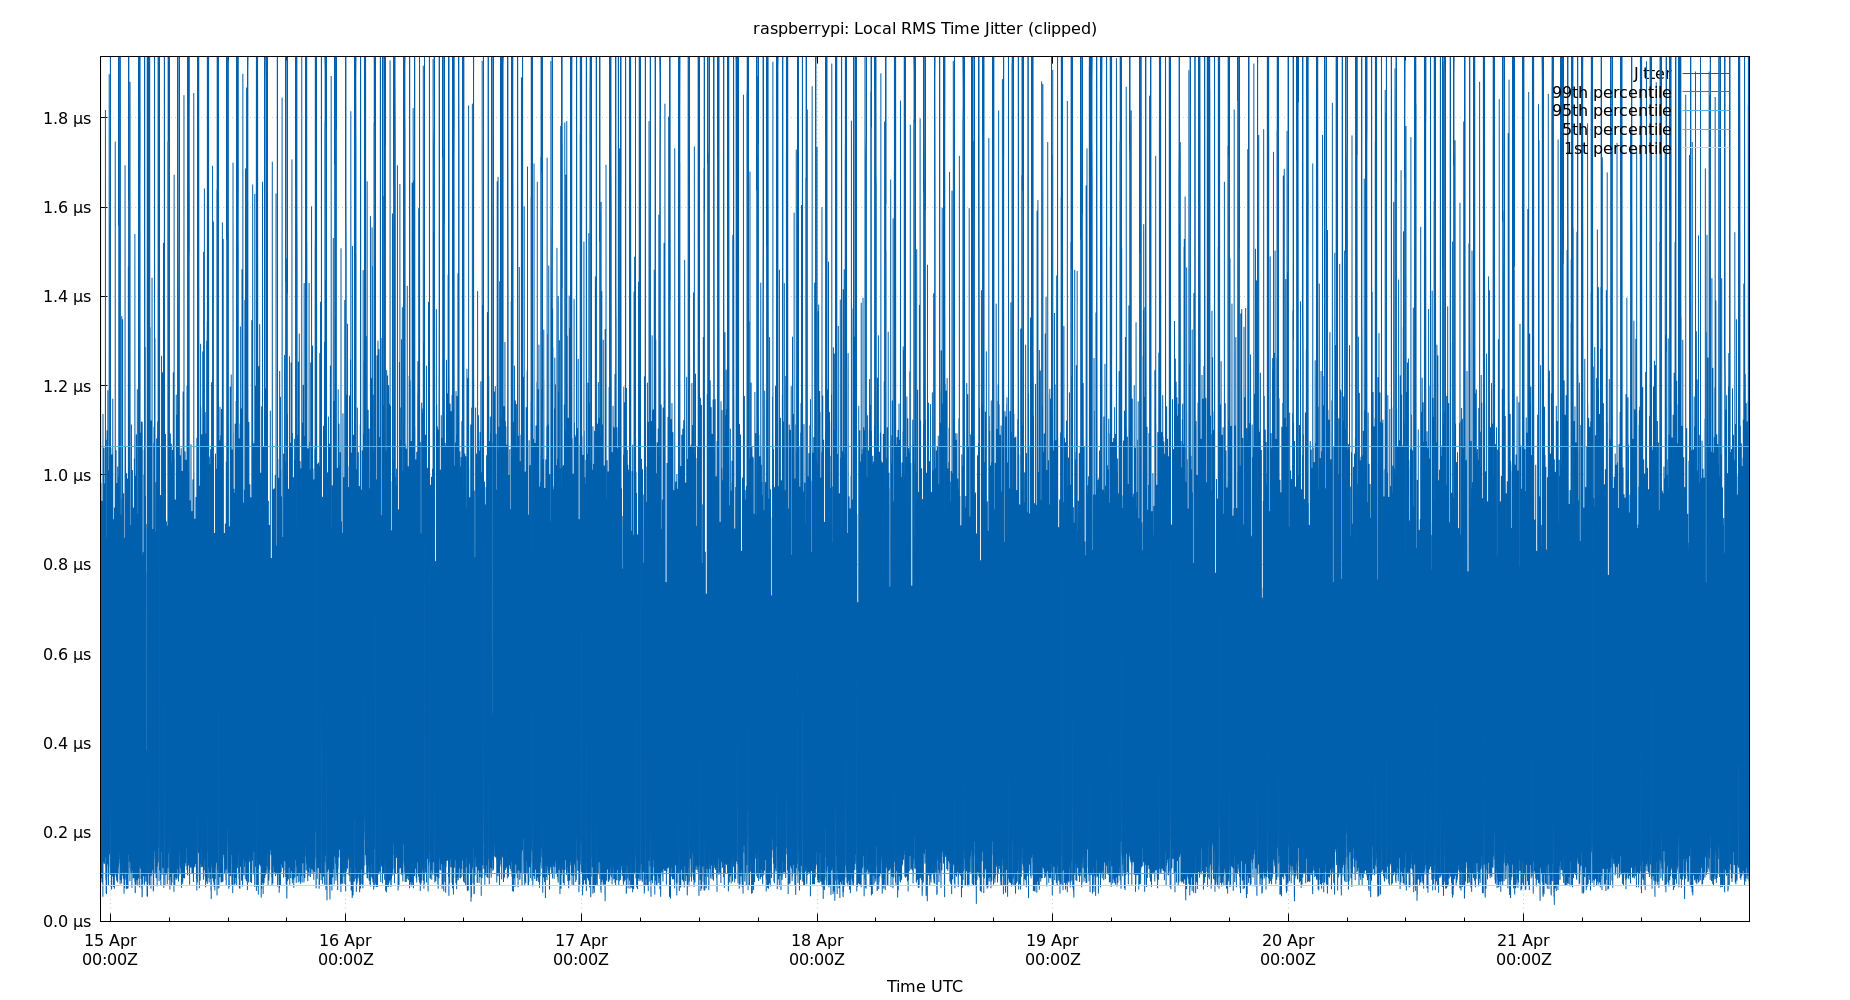 raspberrypi: Local RMS Time Jitter (clipped)
Jitter
99th percentile
95th percentile
5th percentile
1st percentile
1.8 μs
1.6 μs
1.4 μs
1.2 μs
1.0 μs
0.8 μs
0.6 μs
0.4 μs
0.2 μs
0.0 μs
15 Apr 16 Apr 17 Apr 18 Apr 19 Apr 20 Apr 21 Apr
00:00Z 00:00Z 00:00Z 00:00Z 00:00Z 00:00Z 00:00Z
Time UTC